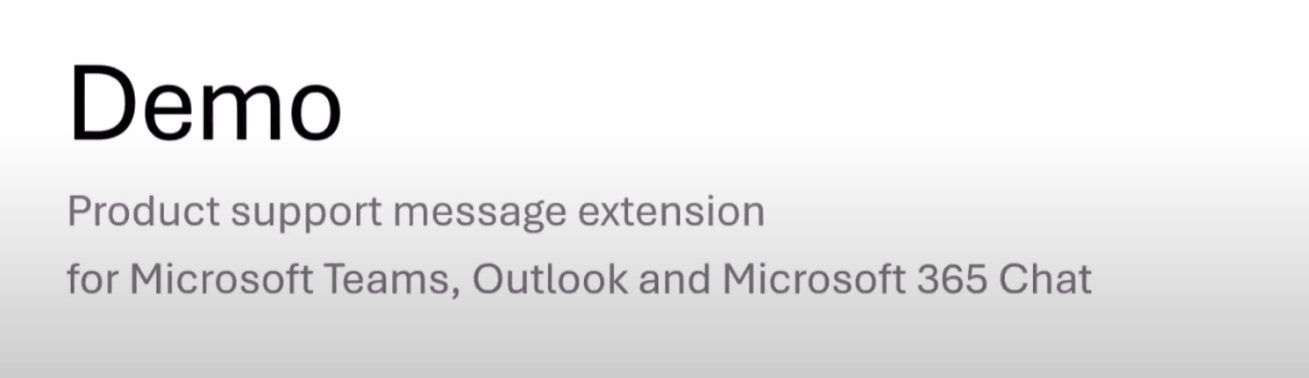 Demo
Product support message extension
for Microsoft Teams, Outlook and Microsoft 365 Chat